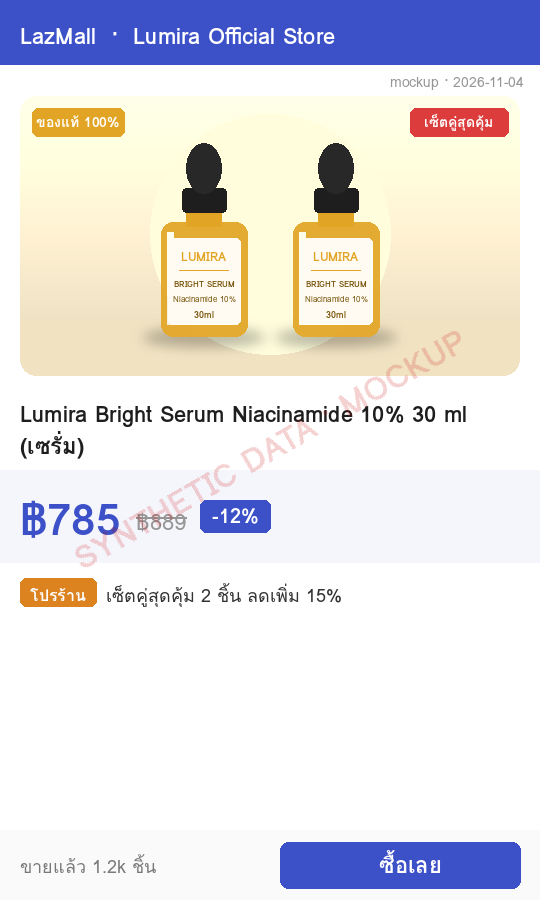 LazMall · Lumira Official Store
mockup · 2026-11-04
ของแท้ 100%
เซ็ตคู่สุดคุ้ม
LUMIRA
BRIGHT SERUM
Niacinamide 10%
30ml
LUMIRA
BRIGHT SERUM
Niacinamide 10%
30ml
Lumira Bright Serum Niacinamide 10% 30 ml
(เซรั่ม)
฿785 ฿889 -12%
SYNTHETIC DATA · MOCKUP
โปรร้าน เซ็ตคู่สุดคุ้ม 2 ชิ้น ลดเพิ่ม 15%
ขายแล้ว 1.2k ชิ้น
ซื้อเลย